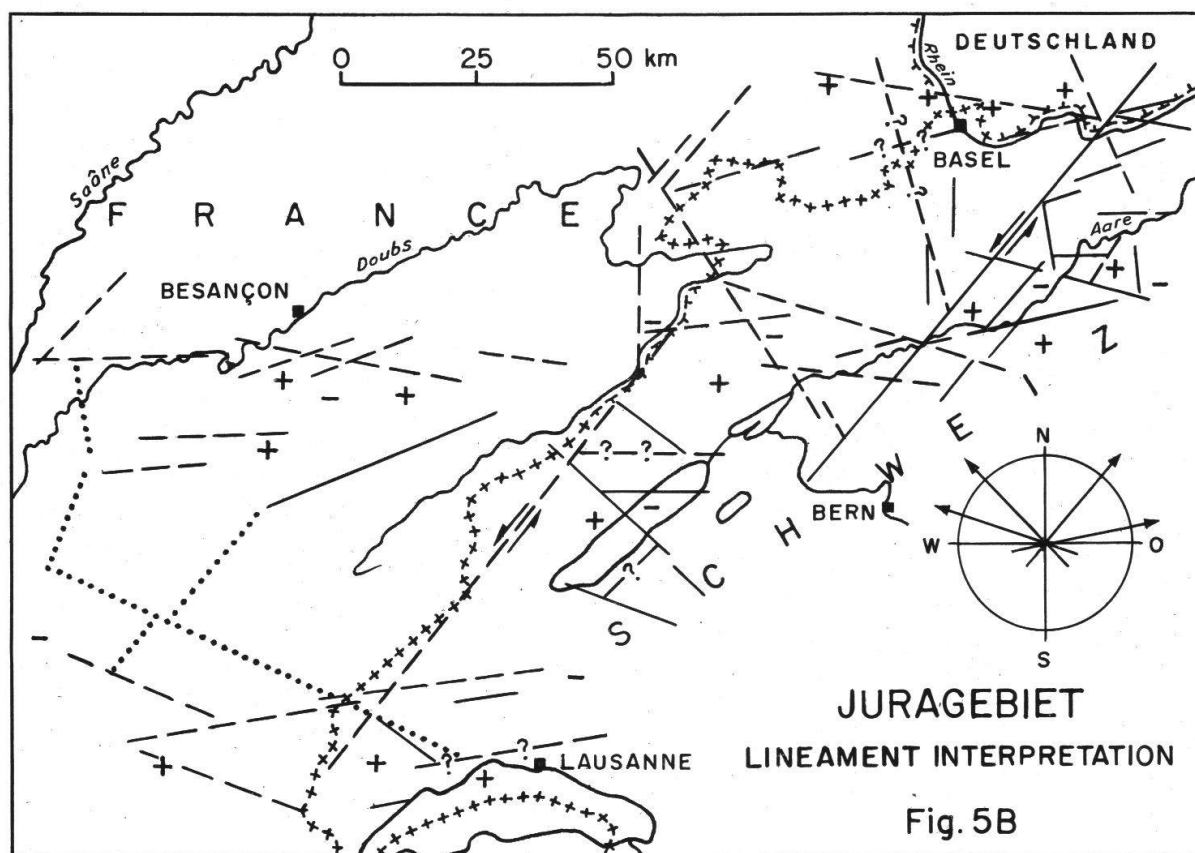 0 25 50 km
DEUTSCHLAND
Rhein
Saône
BASEL
F R A N C E
Doubs
Aare
BESANÇON
S C H W E I Z
BERN
N
W O
S
LAUSANNE
JURAGEBIET
LINEAMENT INTERPRETATION
Fig. 5B